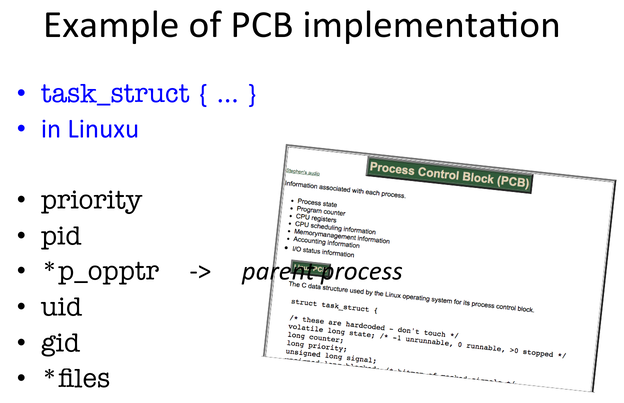 Example of PCB implementation
• task_struct { ... }
• in Linuxu
• priority
• pid
• *p_opptr -> parent process
• uid
• gid
• *files
Process Control Block (PCB)
Stephen's audio
Information associated with each process.
• Process state
• Program counter
• CPU registers
• CPU scheduling information
• Memorymanagement information
• Accounting information
• I/O status information
The C data structure used by the Linux operating system for its process control block.
struct task_struct {
/* these are hardcoded - don't touch */
volatile long state; /* -1 unrunnable, 0 runnable, >0 stopped */
long counter;
long priority;
unsigned long signal;